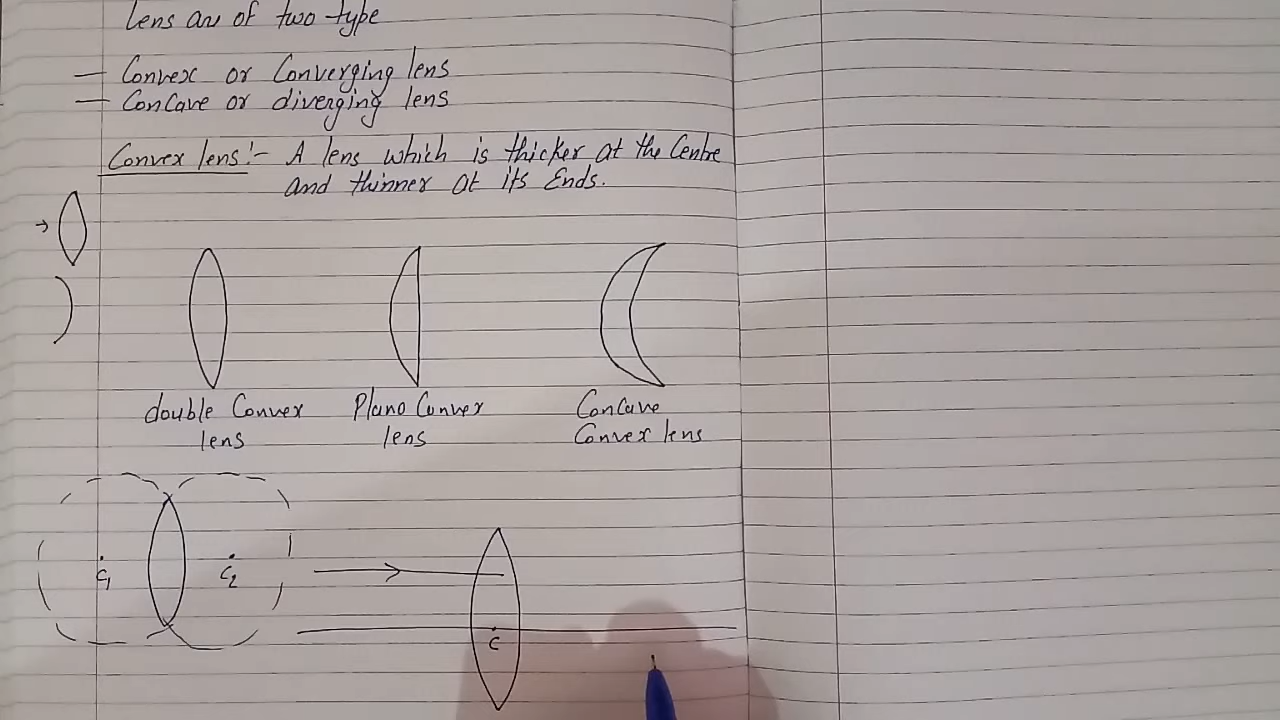 lens are of two type
— Convex or Converging lens
— Concave or diverging lens
Convex lens :- A lens which is thicker at the Centre
and thinner at its Ends.
double Convex
lens
Plano Convex
lens
Concave
Convex lens
C1
C2
C